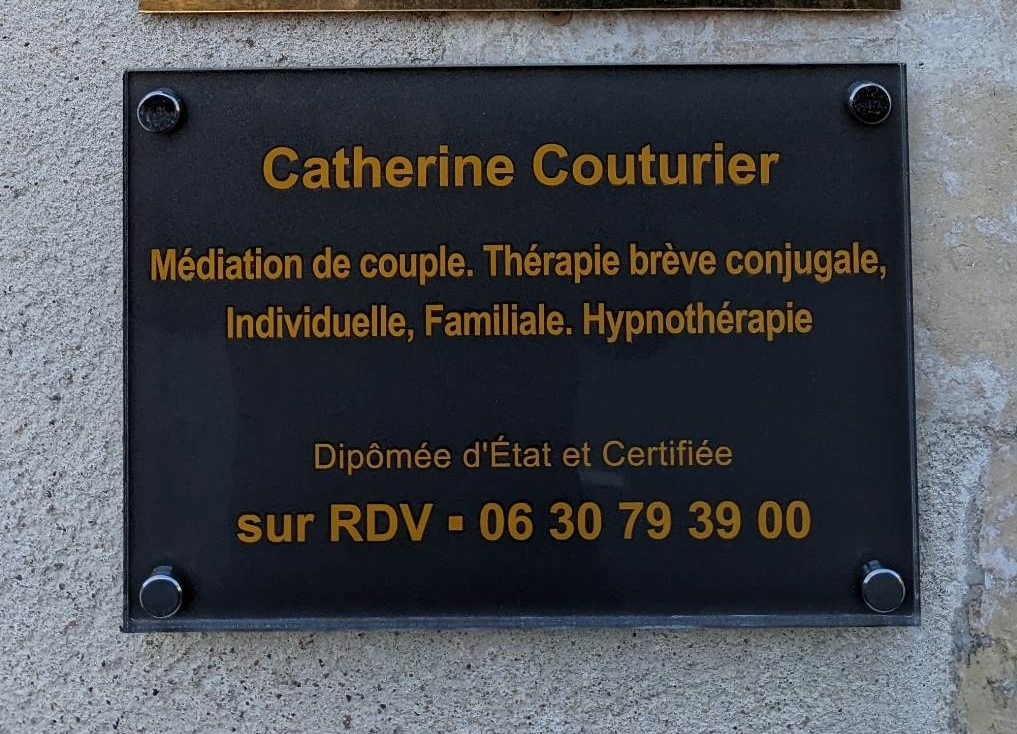 Catherine Couturier
Médiation de couple. Thérapie brève conjugale,
Individuelle, Familiale. Hypnothérapie
Dipômée d'État et Certifiée
sur RDV ▪ 06 30 79 39 00